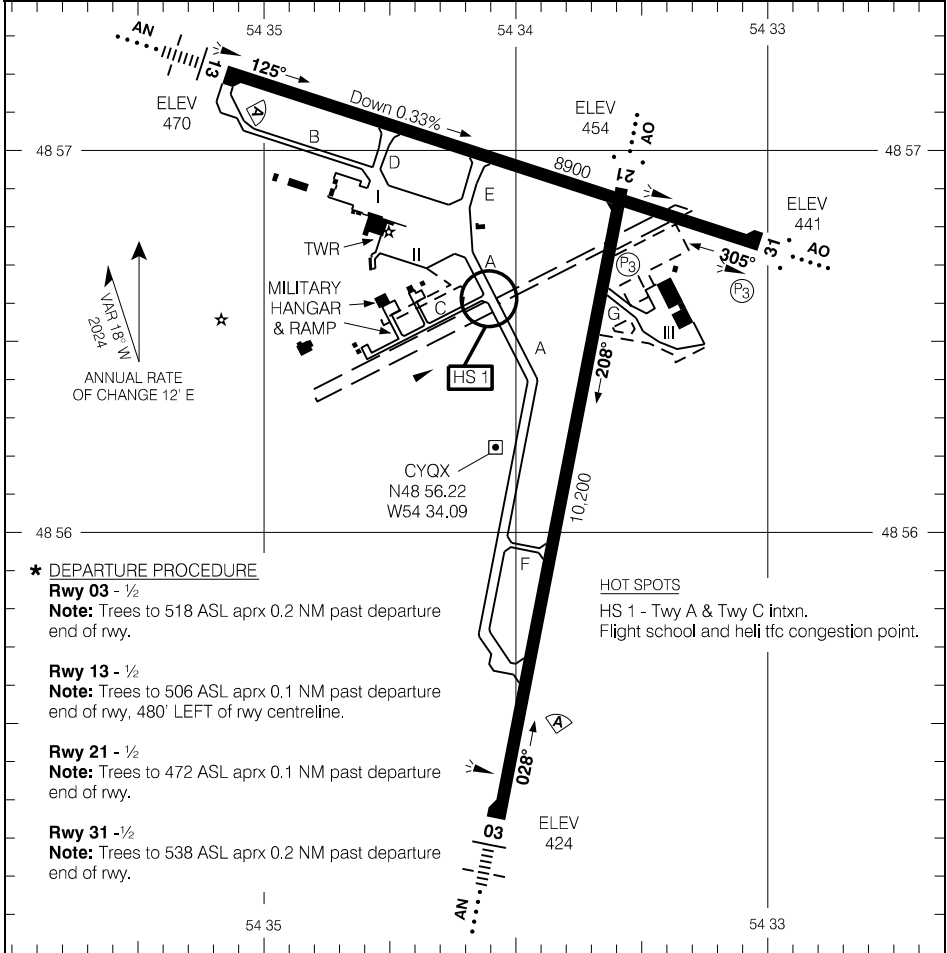 54 35
54 34
54 33
AN
13
125°
ELEV
470
A
Down 0.33%
ELEV
454
AO
21
48 57
48 57
B
D
8900
E
I
ELEV
441
31
AO
305°
TWR
II
A
P3
P3
MILITARY
HANGAR
& RAMP
C
G
III
VAR 18° W
2024
ANNUAL RATE
OF CHANGE 12' E
A
HS 1
208°
CYQX
N48 56.22
W54 34.09
10,200
48 56
48 56
F
* DEPARTURE PROCEDURE
Rwy 03 - ½
Note: Trees to 518 ASL aprx 0.2 NM past departure
end of rwy.
Rwy 13 - ½
Note: Trees to 506 ASL aprx 0.1 NM past departure
end of rwy, 480' LEFT of rwy centreline.
Rwy 21 - ½
Note: Trees to 472 ASL aprx 0.1 NM past departure
end of rwy.
Rwy 31 -½
Note: Trees to 538 ASL aprx 0.2 NM past departure
end of rwy.
HOT SPOTS
HS 1 - Twy A & Twy C intxn.
Flight school and heli tfc congestion point.
A
028°
03
ELEV
424
AN
54 35
54 33